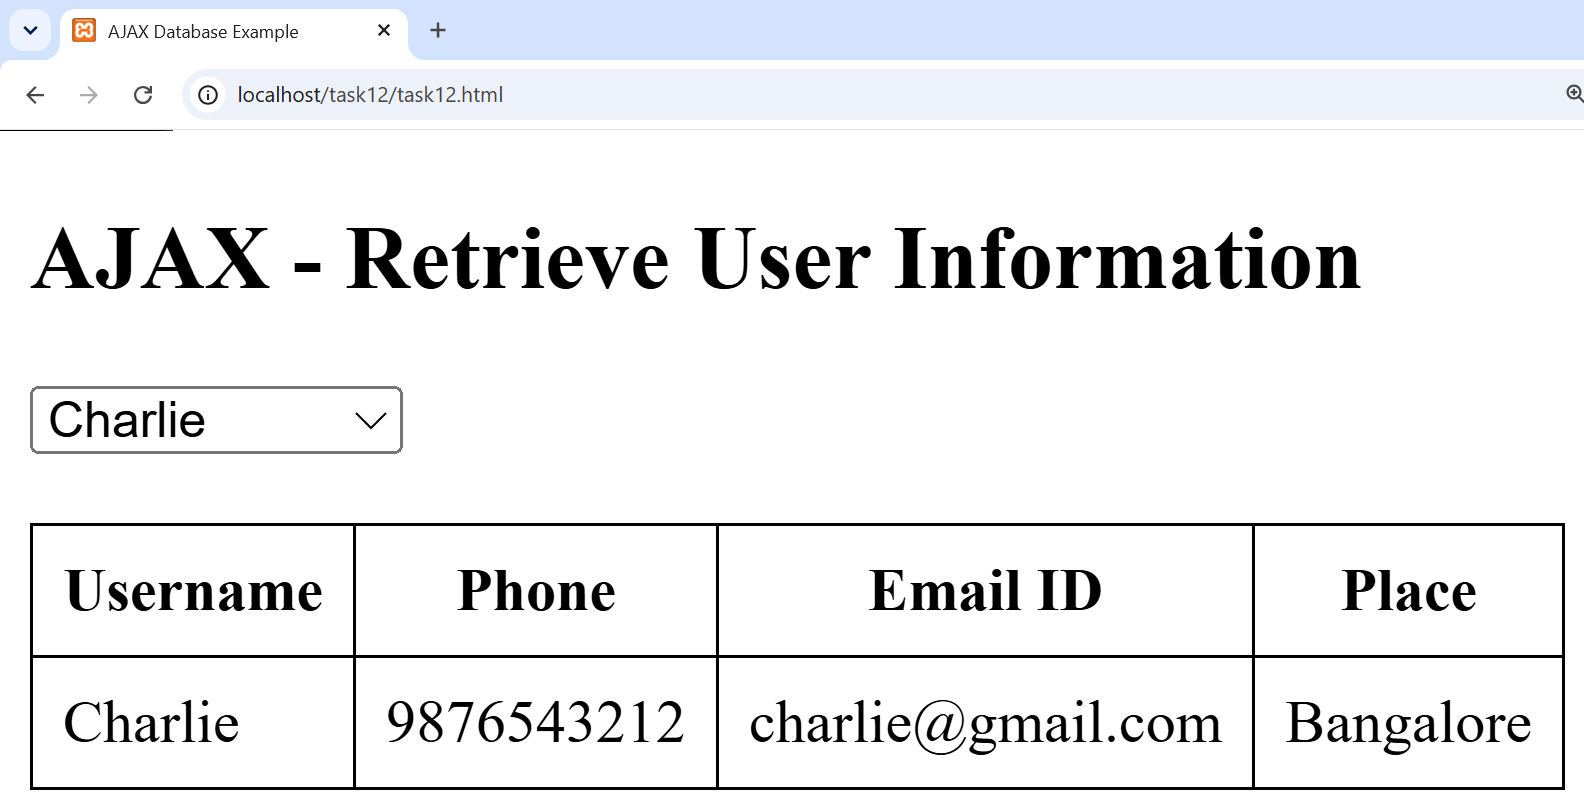 AJAX Database Example
localhost/task12/task12.html
AJAX - Retrieve User Information
Charlie
Username Phone Email ID Place
Charlie 9876543212 charlie@gmail.com Bangalore